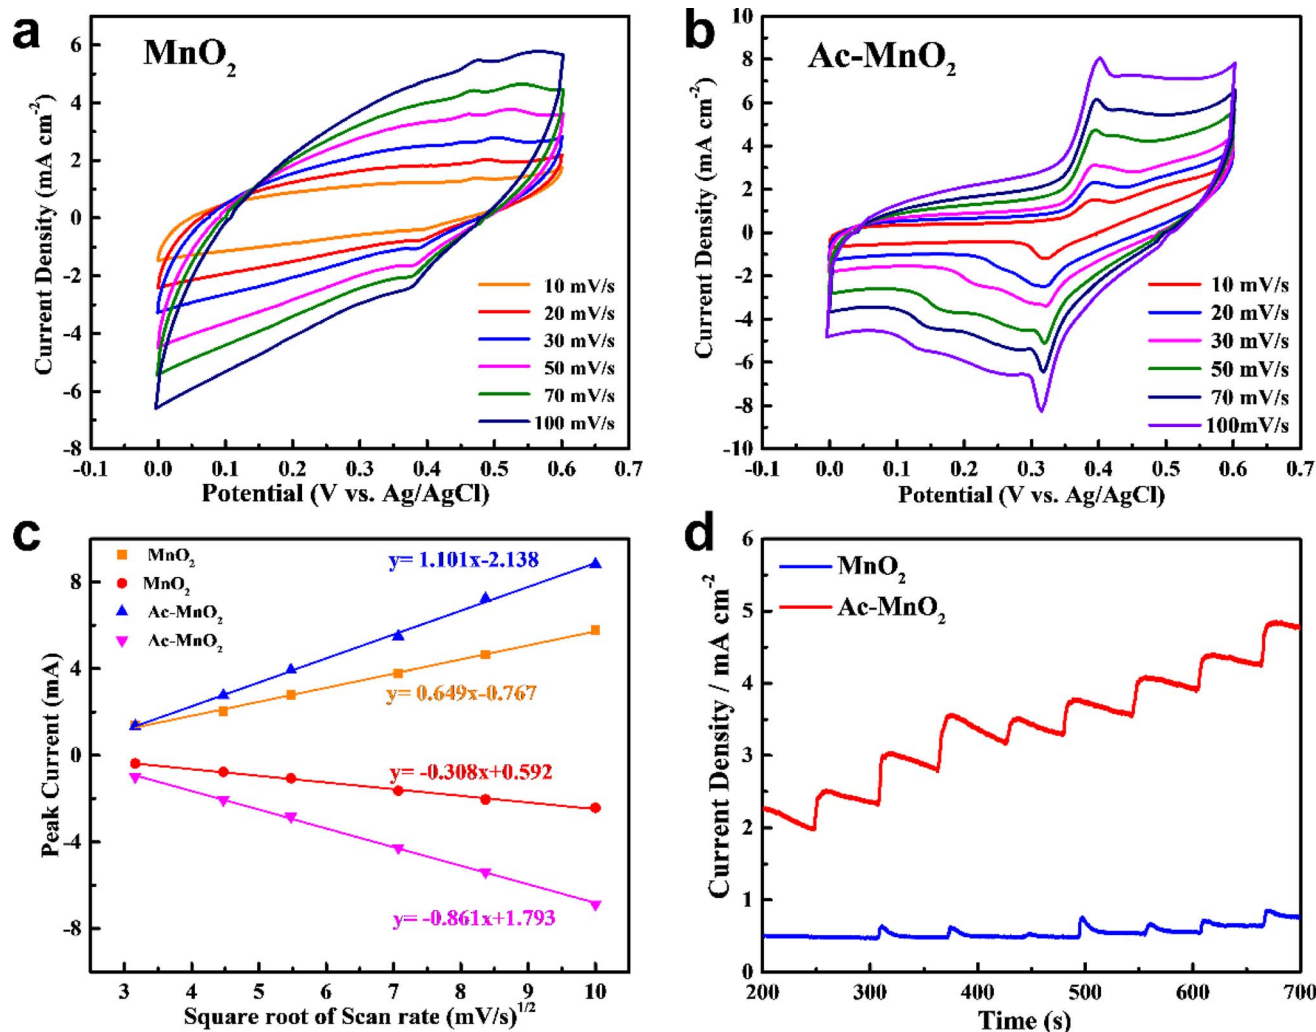 a
MnO2
Current Density (mA cm-2)
6
4
2
0
-2
-4
-6
-8
-0.1 0.0 0.1 0.2 0.3 0.4 0.5 0.6 0.7
Potential (V vs. Ag/AgCl)
10 mV/s
20 mV/s
30 mV/s
50 mV/s
70 mV/s
100 mV/s
b
Ac-MnO2
Current Density (mA cm-2)
10
8
6
4
2
0
-2
-4
-6
-8
-10
-0.1 0.0 0.1 0.2 0.3 0.4 0.5 0.6 0.7
Potential (V vs. Ag/AgCl)
10 mV/s
20 mV/s
30 mV/s
50 mV/s
70 mV/s
100mV/s
c
MnO2
MnO2
Ac-MnO2
Ac-MnO2
y= 1.101x-2.138
y= 0.649x-0.767
y= -0.308x+0.592
y= -0.861x+1.793
Peak Current (mA)
8
4
0
-4
-8
3 4 5 6 7 8 9 10
Square root of Scan rate (mV/s)1/2
d
MnO2
Ac-MnO2
Current Density / mA cm-2
6
5
4
3
2
1
0
200 300 400 500 600 700
Time (s)